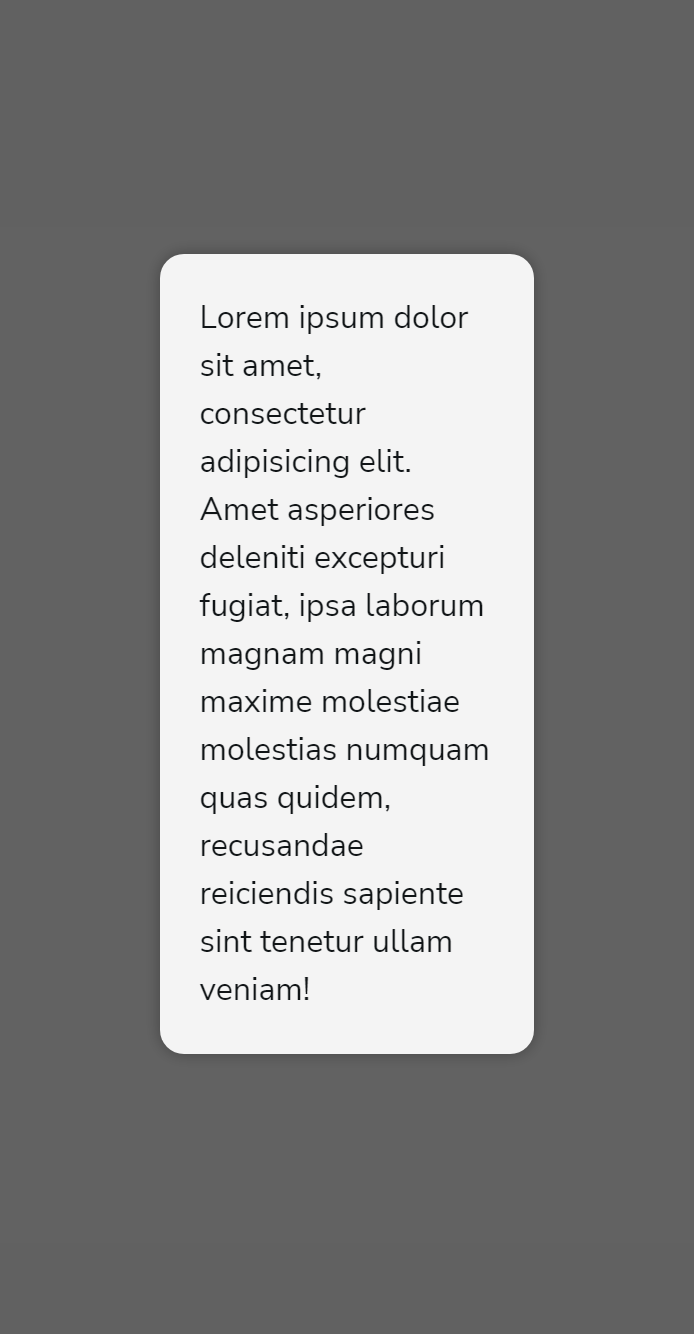 Lorem ipsum dolor
sit amet,
consectetur
adipisicing elit.
Amet asperiores
deleniti excepturi
fugiat, ipsa laborum
magnam magni
maxime molestiae
molestias numquam
quas quidem,
recusandae
reiciendis sapiente
sint tenetur ullam
veniam!